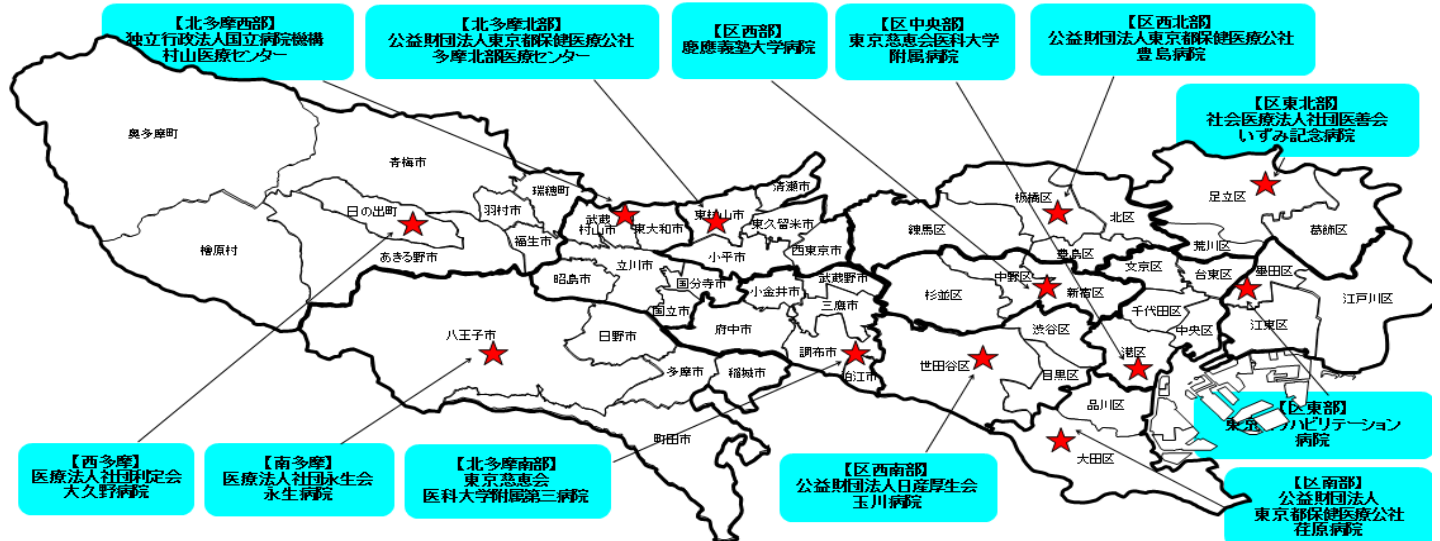 【北多摩西部】
独立行政法人国立病院機構
村山医療センター
【北多摩北部】
公益財団法人東京都保健医療公社
多摩北部医療センター
【区西部】
慶應義塾大学病院
【区中央部】
東京慈恵会医科大学
附属病院
【区西北部】
公益財団法人東京都保健医療公社
豊島病院
【区東北部】
社会医療法人社団医善会
いずみ記念病院
奥多摩町
青梅市
瑞穂町
清瀬市
日の出町
羽村市
武蔵
村山市
東大和市
東村山市
東久留米市
板橋区
北区
足立区
葛飾区
檜原村
あきる野市
福生市
小平市
西東京市
練馬区
豊島区
荒川区
昭島市
立川市
国分寺市
小金井市
武蔵野市
杉並区
中野区
新宿区
文京区
台東区
墨田区
江戸川区
国立市
三鷹市
千代田区
八王子市
日野市
府中市
調布市
渋谷区
中央区
江東区
多摩市
稲城市
狛江市
世田谷区
目黒区
港区
品川区
町田市
大田区
【区東部】
ハビリテーション
病院
【西多摩】
医療法人社団利定会
大久野病院
【南多摩】
医療法人社団永生会
永生病院
【北多摩南部】
東京慈恵会
医科大学附属第三病院
【区西南部】
公益財団法人日産厚生会
玉川病院
【区南部】
公益財団法人
東京都保健医療公社
荏原病院